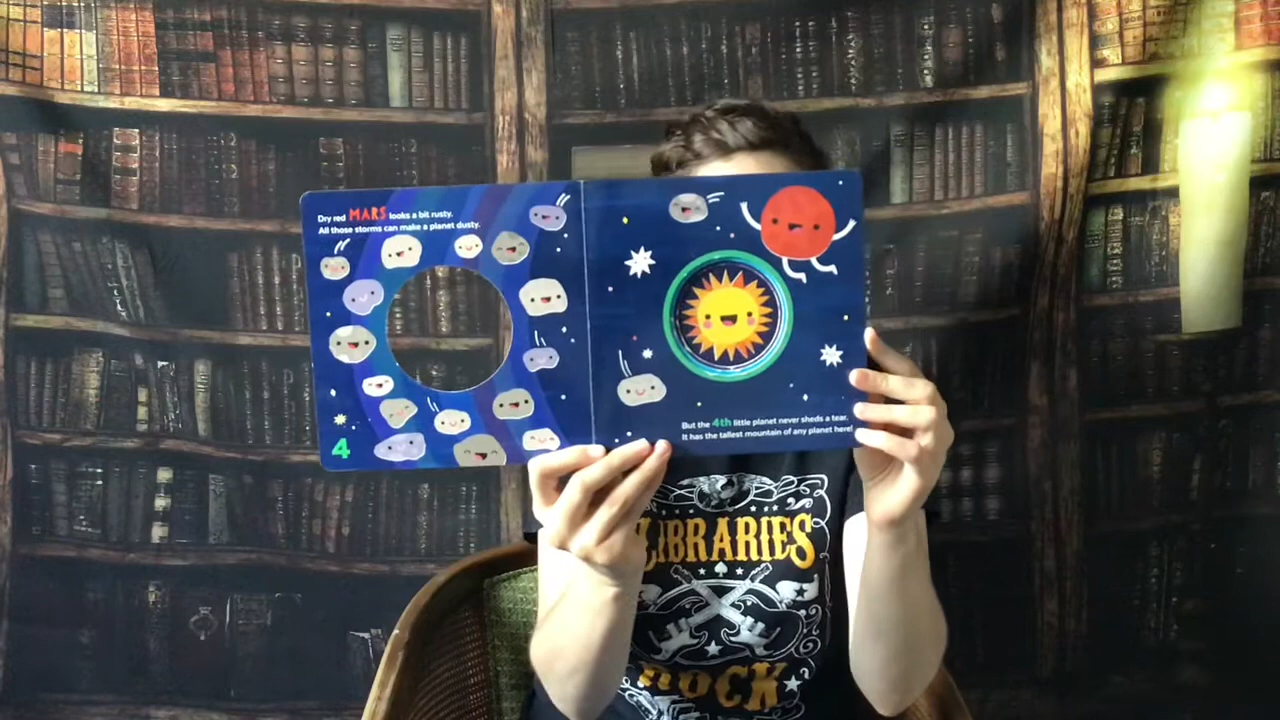 Dry red MARS looks a bit rusty.
All those storms can make a planet dusty.
4
But the 4th little planet never sheds a tear.
It has the tallest mountain of any planet here!
LIBRARIES
ROCK